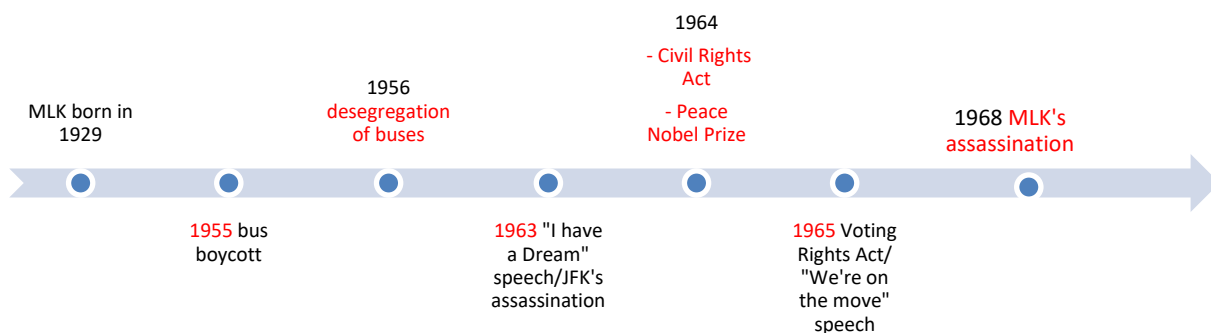 MLK born in
1929
1955 bus
boycott
1956
desegregation
of buses
1963 "I have
a Dream"
speech/JFK's
assassination
1964
- Civil Rights
Act
- Peace
Nobel Prize
1965 Voting
Rights Act/
"We're on
the move"
speech
1968 MLK's
assassination